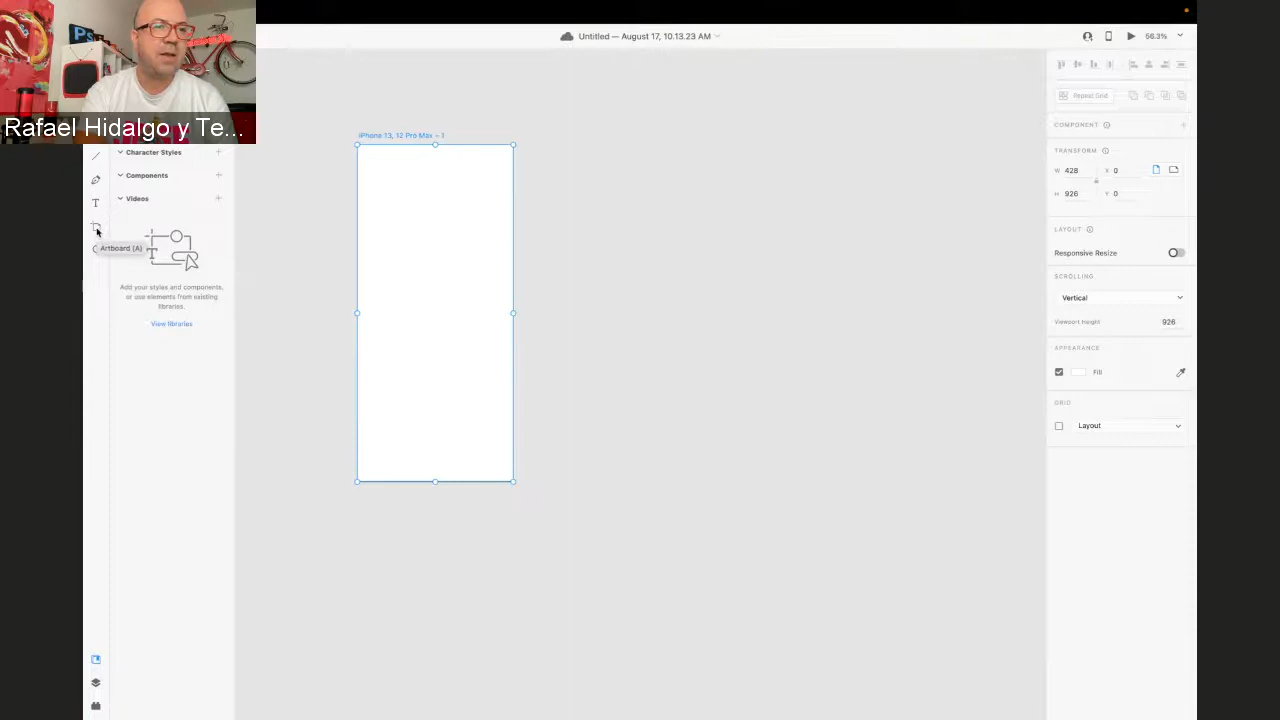 Ps
Rafael Hidalgo y Te...
Untitled — August 17, 10.13.23 AM
56.3%
Character Styles
Components
Videos
Artboard (A)
Add your styles and components,
or use elements from existing
libraries.
View libraries
iPhone 13, 12 Pro Max – 1
Repeat Grid
COMPONENT
TRANSFORM
W 428 X 0
H 926 Y 0
LAYOUT
Responsive Resize
SCROLLING
Vertical
Viewport Height 926
APPEARANCE
Fill
GRID
Layout